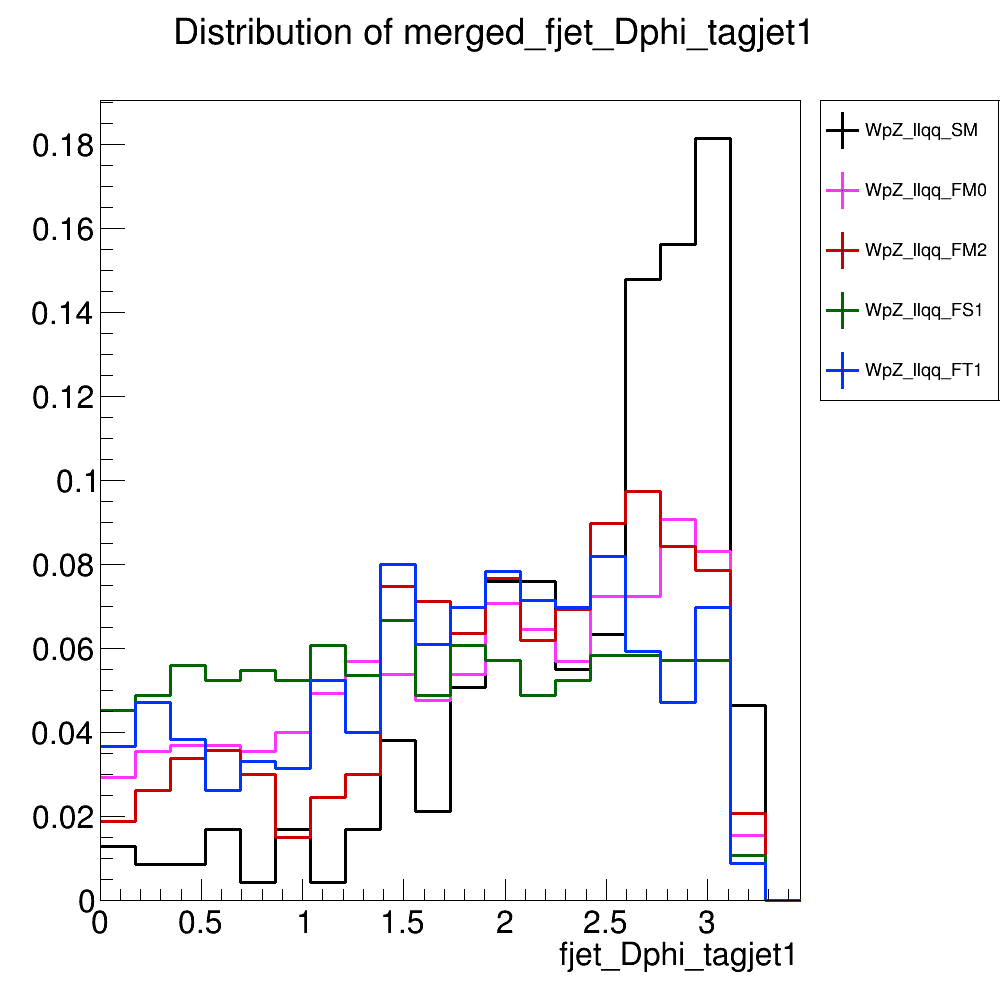 Distribution of merged_fjet_Dphi_tagjet1
0.18
0.16
0.14
0.12
0.1
0.08
0.06
0.04
0.02
0
0 0.5 1 1.5 2 2.5 3
fjet_Dphi_tagjet1
WpZ_llqq_SM
WpZ_llqq_FM0
WpZ_llqq_FM2
WpZ_llqq_FS1
WpZ_llqq_FT1